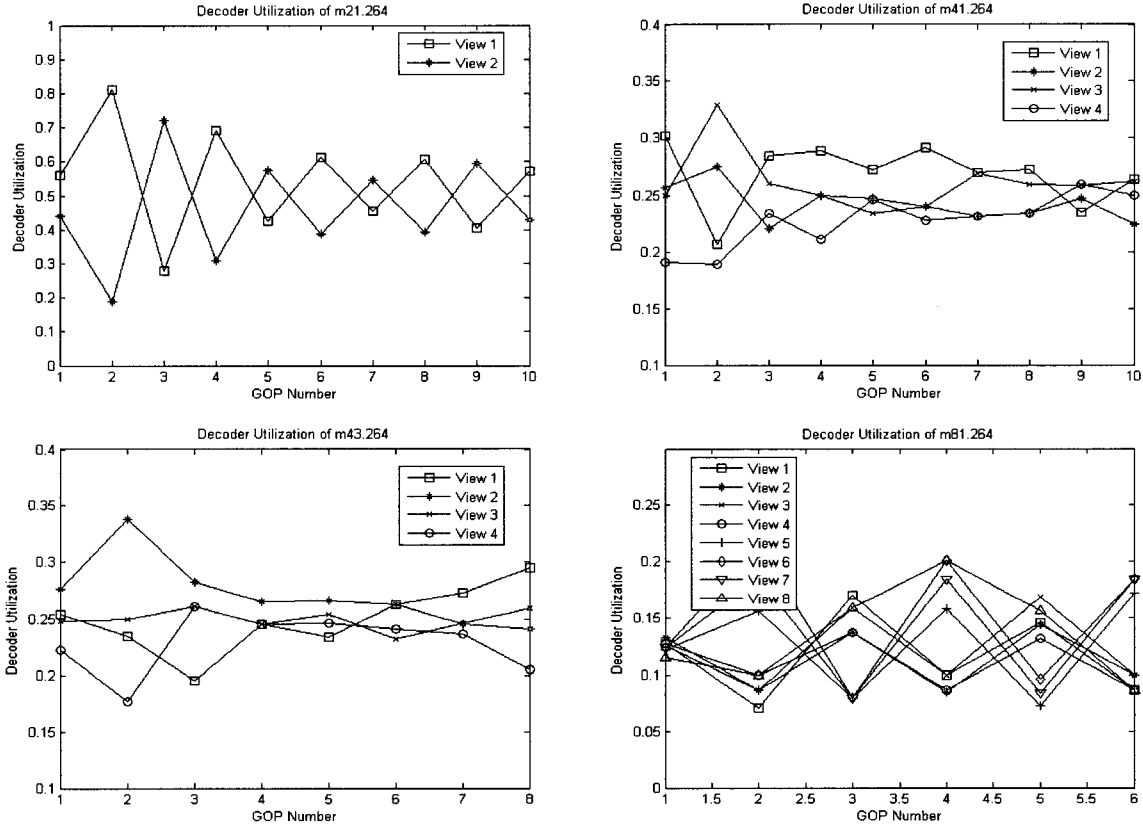 Decoder Utilization of m21.264
1
0.9
0.8
0.7
0.6
0.5
0.4
0.3
0.2
0.1
0
Decoder Utilization
View 1
View 2
1 2 3 4 5 6 7 8 9 10
GOP Number
Decoder Utilization of m41.264
0.4
0.35
0.3
0.25
0.2
0.15
0.1
Decoder Utilization
View 1
View 2
View 3
View 4
1 2 3 4 5 6 7 8 9 10
GOP Number
Decoder Utilization of m43.264
0.4
0.35
0.3
0.25
0.2
0.15
0.1
Decoder Utilization
View 1
View 2
View 3
View 4
1 2 3 4 5 6 7 8
GOP Number
Decoder Utilization of m81.264
0.25
0.2
0.15
0.1
0.05
0
Decoder Utilization
View 1
View 2
View 3
View 4
View 5
View 6
View 7
View 8
1 1.5 2 2.5 3 3.5 4 4.5 5 5.5 6
GOP Number